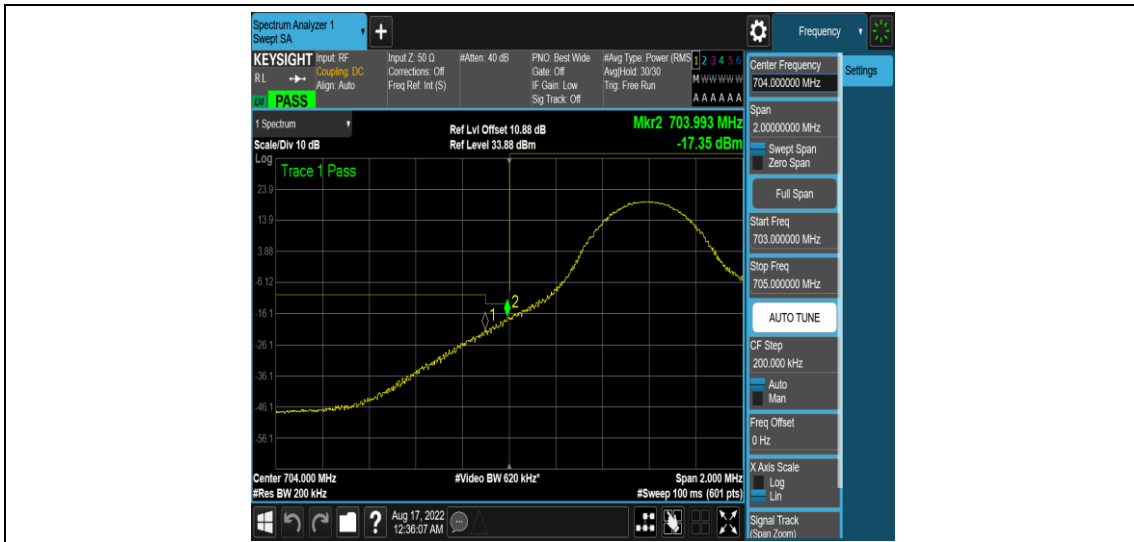 Spectrum Analyzer 1
Swept SA
+
Frequency
KEYSIGHT
R L
PASS
Input: RF
Coupling: DC
Align: Auto
Input Z: 50 Ω
Corrections: Off
Freq Ref: Int (S)
#Atten: 40 dB
PNO: Best Wide
Gate: Off
IF Gain: Low
Sig Track: Off
#Avg Type: Power (RMS
Avg|Hold: 30/30
Trig: Free Run
1 2 3 4 5 6
M W W W W W
A A A A A A
1 Spectrum
Scale/Div 10 dB
Log
Ref Lvl Offset 10.88 dB
Ref Level 33.88 dBm
Mkr2 703.993 MHz
-17.35 dBm
Trace 1 Pass
23.9
13.9
3.88
-6.12
-16.1
-26.1
-36.1
-46.1
-56.1
1
2
Center 704.000 MHz
#Res BW 200 kHz
#Video BW 620 kHz*
Span 2.000 MHz
#Sweep 100 ms (601 pts)
?
Aug 17, 2022
12:36:07 AM
Center Frequency
704.000000 MHz
Settings
Span
2.00000000 MHz
Swept Span
Zero Span
Full Span
Start Freq
703.000000 MHz
Stop Freq
705.000000 MHz
AUTO TUNE
CF Step
200.000 kHz
Auto
Man
Freq Offset
0 Hz
X Axis Scale
Log
Lin
Signal Track
(Span Zoom)